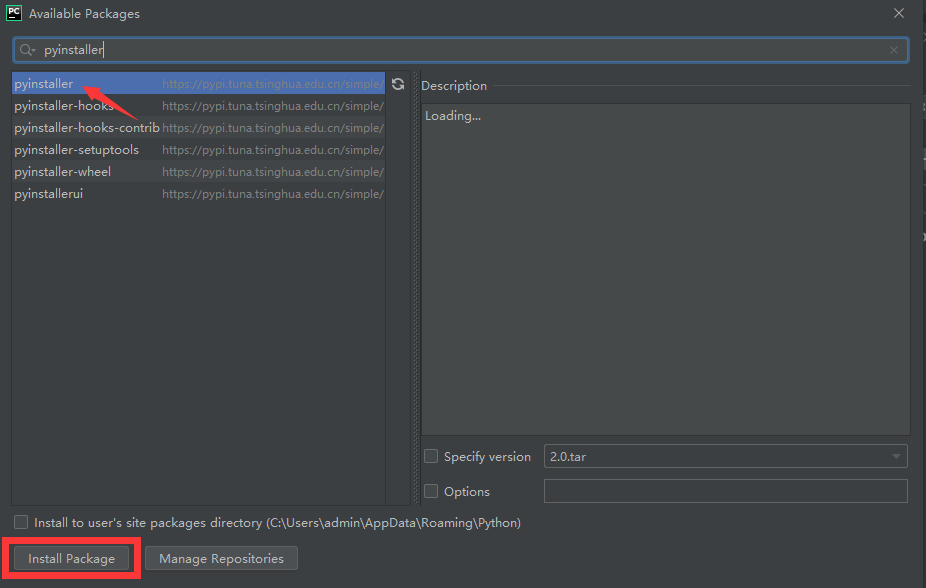 PC
Available Packages
pyinstaller
pyinstaller https://pypi.tuna.tsinghua.edu.cn/simple/
pyinstaller-hooks https://pypi.tuna.tsinghua.edu.cn/simple/
pyinstaller-hooks-contrib https://pypi.tuna.tsinghua.edu.cn/simple/
pyinstaller-setuptools https://pypi.tuna.tsinghua.edu.cn/simple/
pyinstaller-wheel https://pypi.tuna.tsinghua.edu.cn/simple/
pyinstallerui https://pypi.tuna.tsinghua.edu.cn/simple/
Description
Loading...
Specify version 2.0.tar
Options
Install to user's site packages directory (C:\Users\admin\AppData\Roaming\Python)
Install Package Manage Repositories